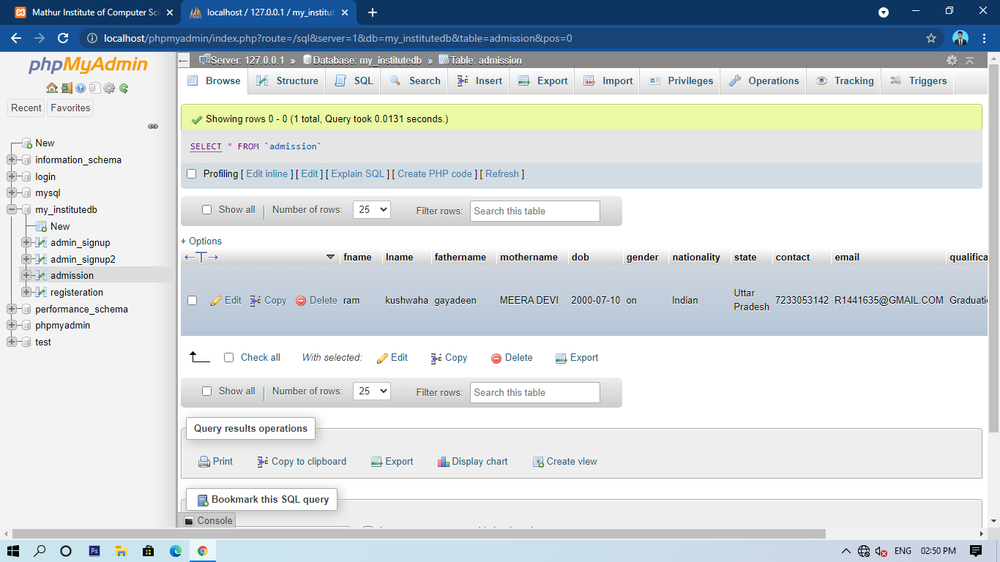 Mathur Institute of Computer Sci
localhost / 127.0.0.1 / my_institut
localhost/phpmyadmin/index.php?route=/sql&server=1&db=my_institutedb&table=admission&pos=0
phpMyAdmin
Recent Favorites
New
information_schema
login
mysql
my_institutedb
New
admin_signup
admin_signup2
admission
registeration
performance_schema
phpmyadmin
test
Server: 127.0.0.1 » Database: my_institutedb » Table: admission
Browse Structure SQL Search Insert Export Import Privileges Operations Tracking Triggers
Showing rows 0 - 0 (1 total, Query took 0.0131 seconds.)
SELECT * FROM `admission`
Profiling [ Edit inline ] [ Edit ] [ Explain SQL ] [ Create PHP code ] [ Refresh ]
Show all | Number of rows: 25 Filter rows: Search this table
+ Options
←T→ fname lname fathername mothername dob gender nationality state contact email qualifica
Edit Copy Delete ram kushwaha gayadeen MEERA DEVI 2000-07-10 on Indian Uttar Pradesh 7233053142 R1441635@GMAIL.COM Graduati
Check all With selected: Edit Copy Delete Export
Show all | Number of rows: 25 Filter rows: Search this table
Query results operations
Print Copy to clipboard Export Display chart Create view
Bookmark this SQL query
Console
Ps
ENG 02:50 PM